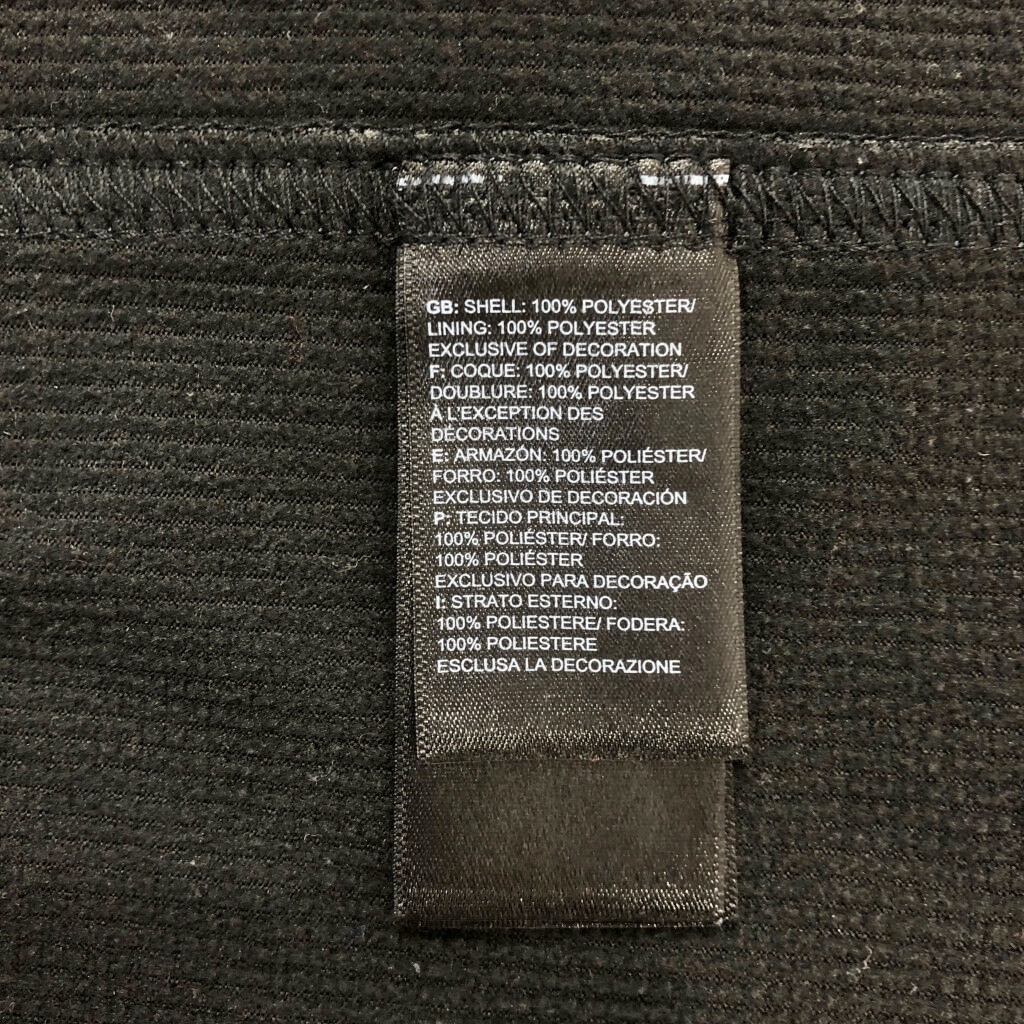 GB: SHELL: 100% POLYESTER/
LINING: 100% POLYESTER
EXCLUSIVE OF DECORATION
F: COQUE: 100% POLYESTER/
DOUBLURE: 100% POLYESTER
À L'EXCEPTION DES
DÉCORATIONS
E: ARMAZÓN: 100% POLIÉSTER/
FORRO: 100% POLIÉSTER
EXCLUSIVO DE DECORACIÓN
P: TECIDO PRINCIPAL:
100% POLIÉSTER/ FORRO:
100% POLIÉSTER
EXCLUSIVO PARA DECORAÇÃO
I: STRATO ESTERNO:
100% POLIESTERE/ FODERA:
100% POLIESTERE
ESCLUSA LA DECORAZIONE